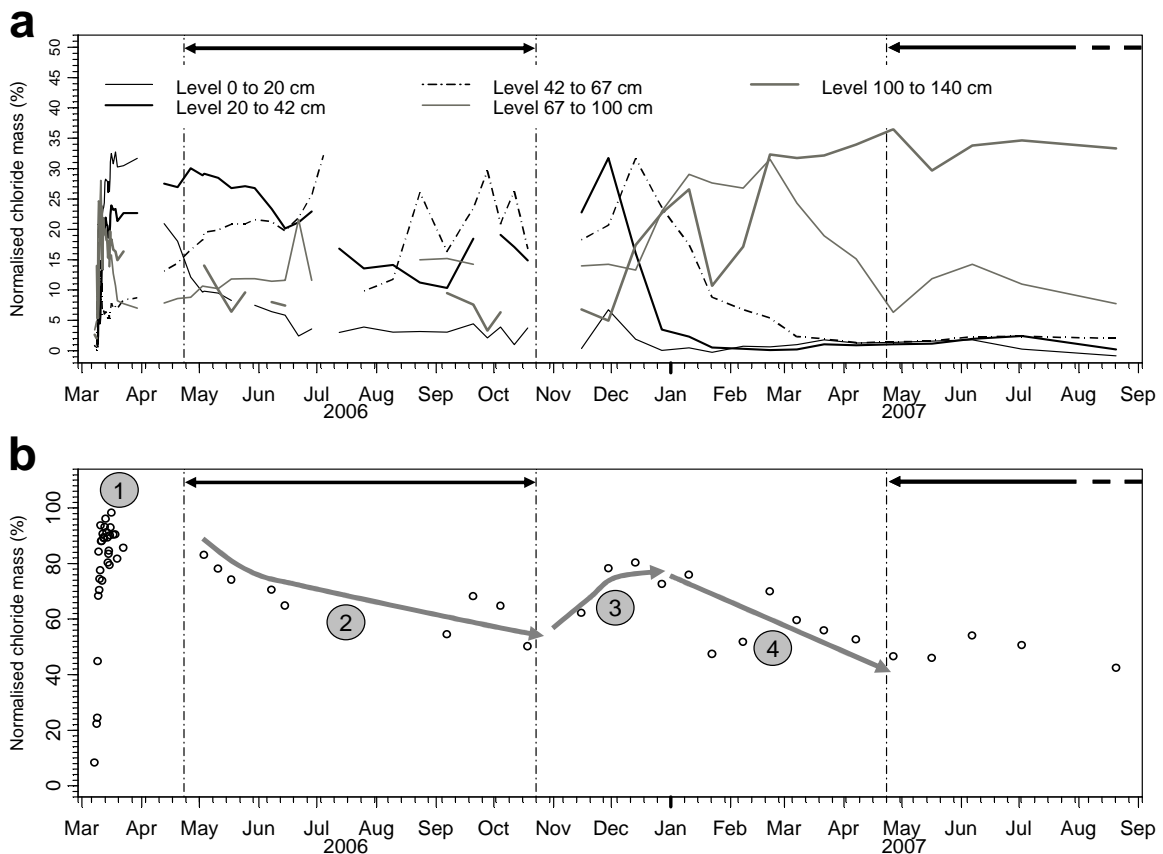 a
Normalised chloride mass (%)
50
45
40
35
30
25
20
15
10
5
0
Level 0 to 20 cm
Level 20 to 42 cm
Level 42 to 67 cm
Level 67 to 100 cm
Level 100 to 140 cm
Mar Apr May Jun Jul Aug Sep Oct Nov Dec Jan Feb Mar Apr May Jun Jul Aug Sep
2006 2007
b
Normalised chloride mass (%)
100
80
60
40
20
0
1
2
3
4
Mar Apr May Jun Jul Aug Sep Oct Nov Dec Jan Feb Mar Apr May Jun Jul Aug Sep
2006 2007